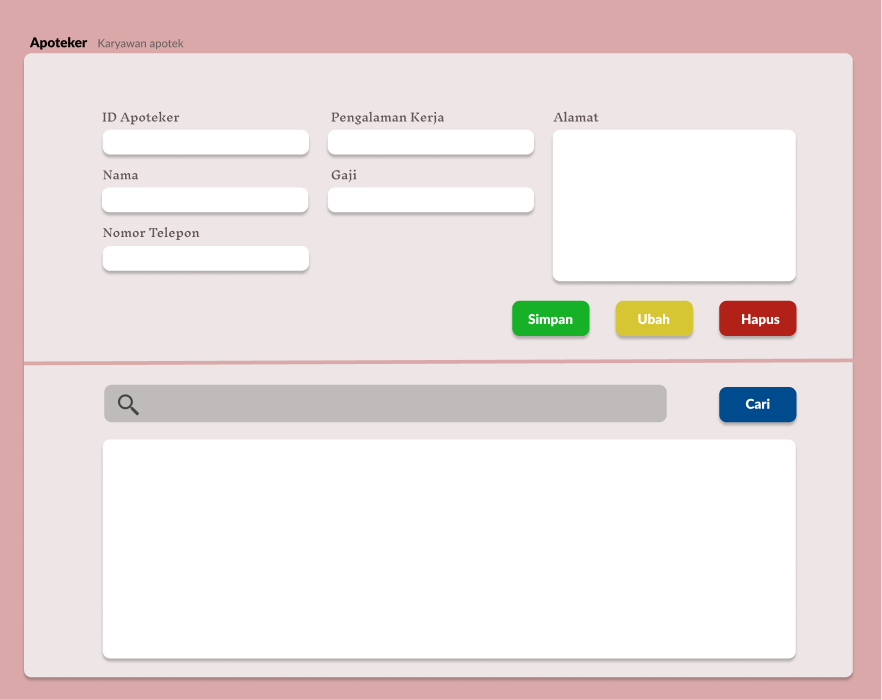 Apoteker Karyawan apotek
ID Apoteker
Pengalaman Kerja
Alamat
Nama
Gaji
Nomor Telepon
Simpan
Ubah
Hapus
Cari